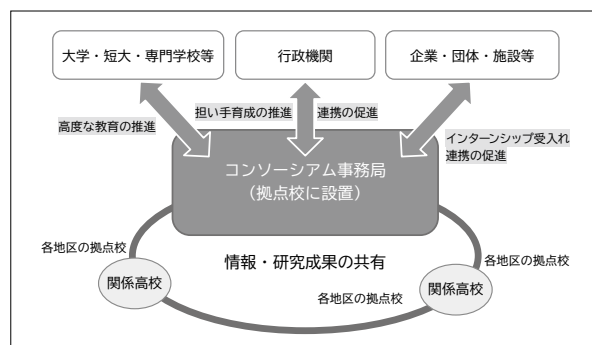 大学・短大・専門学校等
行政機関
企業・団体・施設等
担い手育成の推進
連携の促進
高度な教育の推進
インターンシップ受入れ
連携の促進
コンソーシアム事務局
（拠点校に設置）
各地区の拠点校
情報・研究成果の共有
各地区の拠点校
関係高校
関係高校
各地区の拠点校